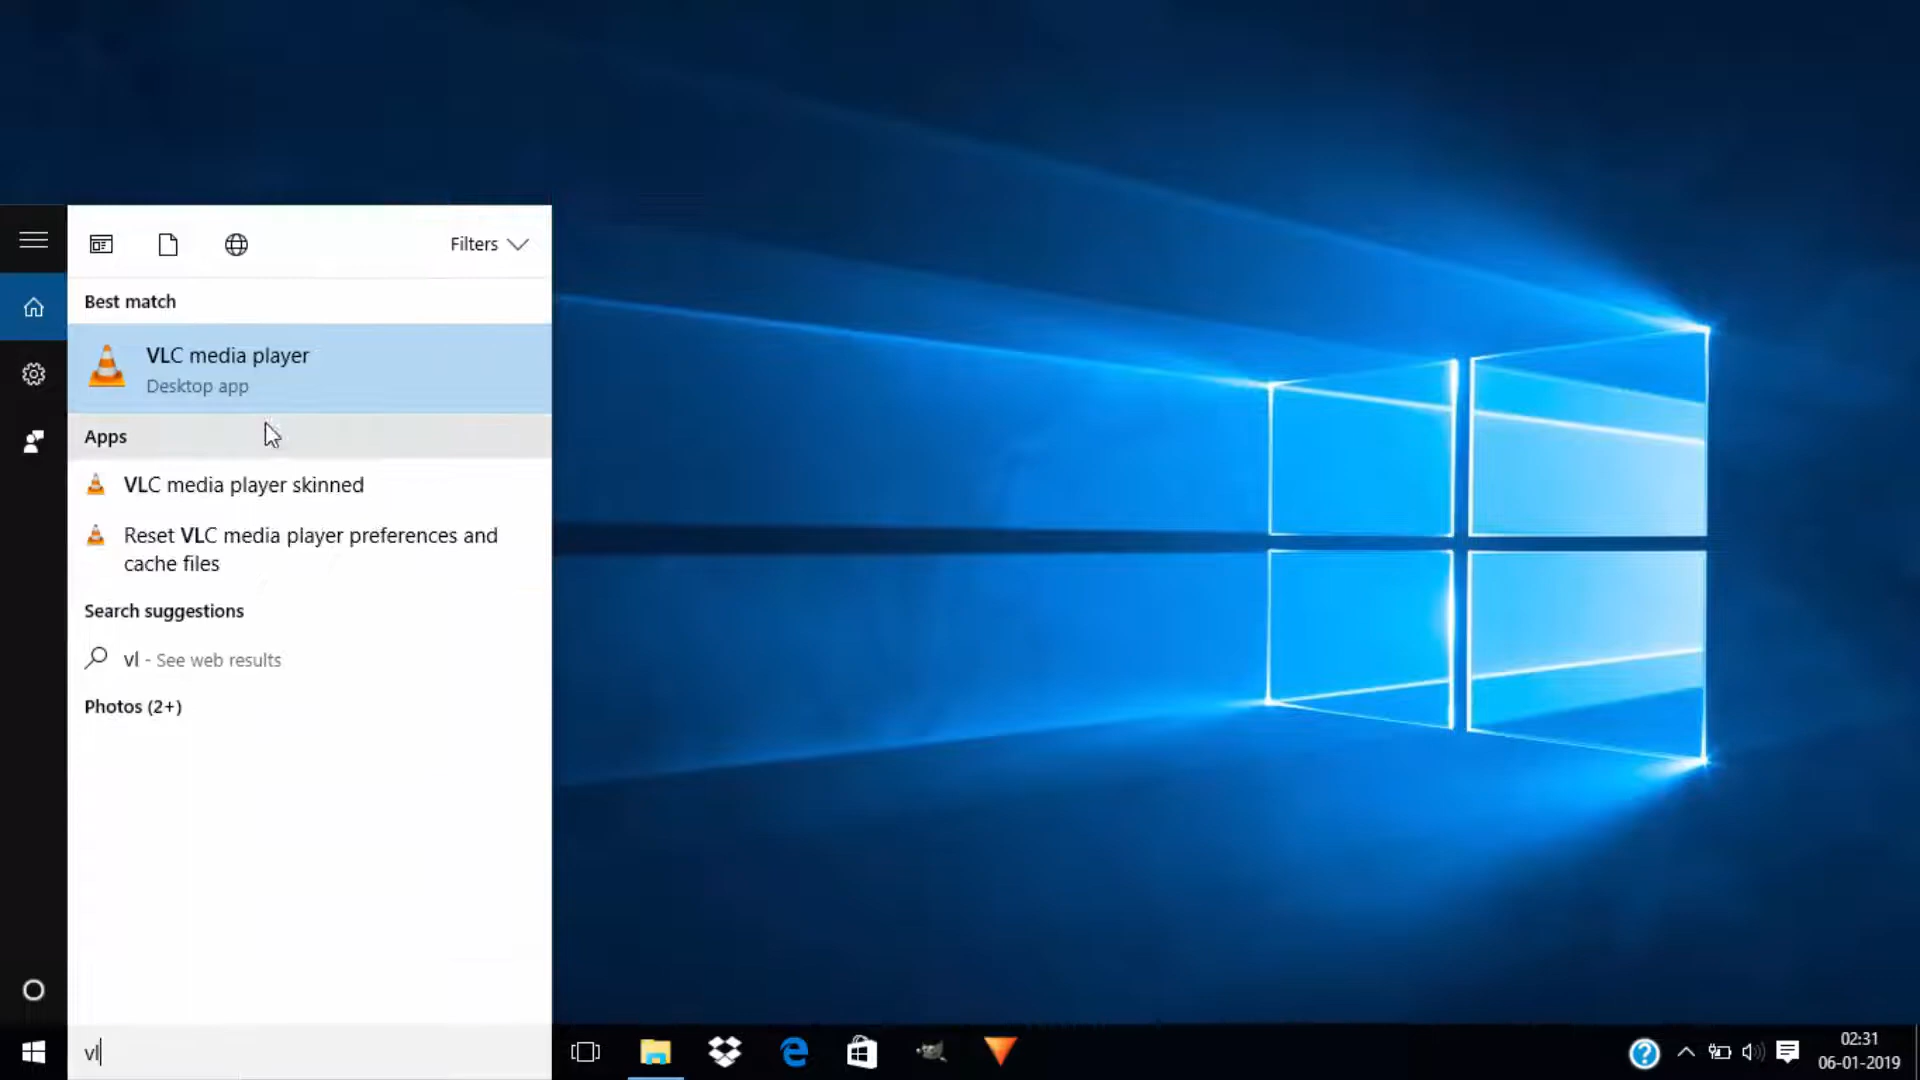 Filters
Best match
VLC media player
Desktop app
Apps
VLC media player skinned
Reset VLC media player preferences and
cache files
Search suggestions
vl - See web results
Photos (2+)
vl
02:31
06-01-2019